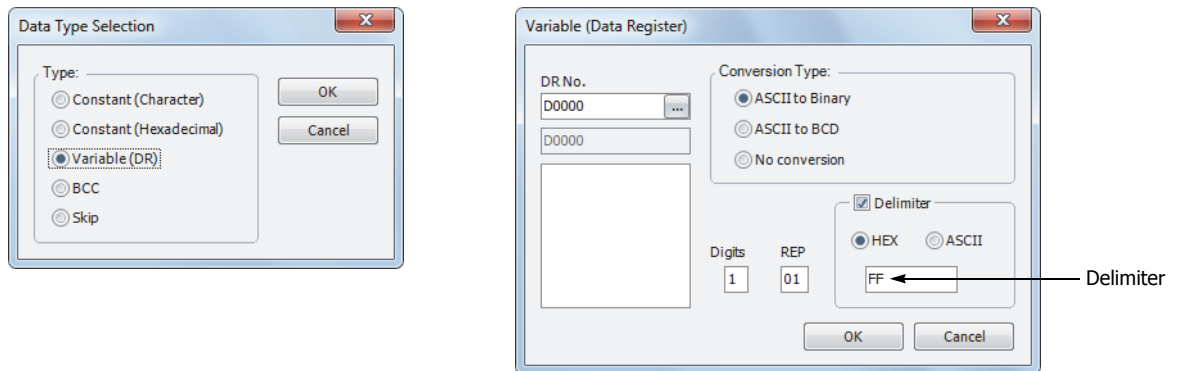 Data Type Selection
Type:
Constant (Character)
Constant (Hexadecimal)
Variable (DR)
BCC
Skip
OK
Cancel
Variable (Data Register)
DR No.
D0000 ...
D0000
Conversion Type:
ASCII to Binary
ASCII to BCD
No conversion
Digits REP
1 01
Delimiter
HEX ASCII
FF
Delimiter
OK Cancel